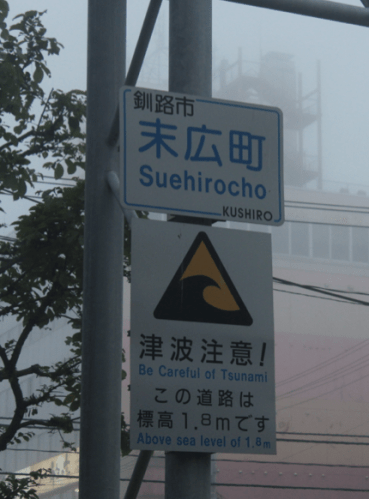 釧路市
末広町
Suehirocho
KUSHIRO
津波注意!
Be Careful of Tsunami
この道路は
標高1.8mです
Above sea level of 1.8m